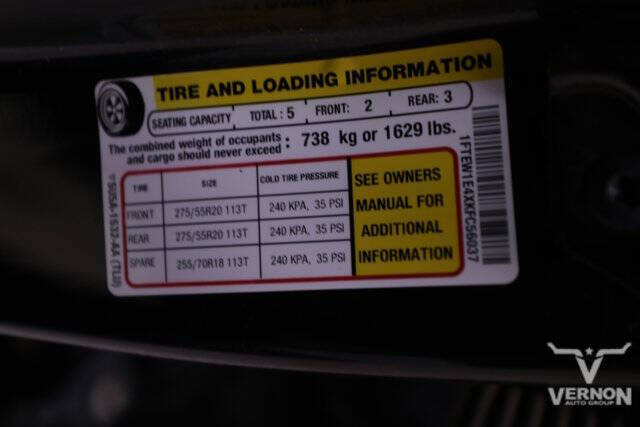 TIRE AND LOADING INFORMATION
SEATING CAPACITY TOTAL : 5 FRONT: 2 REAR: 3
The combined weight of occupants and cargo should never exceed : 738 kg or 1629 lbs.
TIRE SIZE COLD TIRE PRESSURE
FRONT 275/55R20 113T 240 KPA, 35 PSI
REAR 275/55R20 113T 240 KPA, 35 PSI
SPARE 255/70R18 113T 240 KPA, 35 PSI
SEE OWNERS
MANUAL FOR
ADDITIONAL
INFORMATION
1FTEW1E4XKFC56037
VERNON
AUTO GROUP